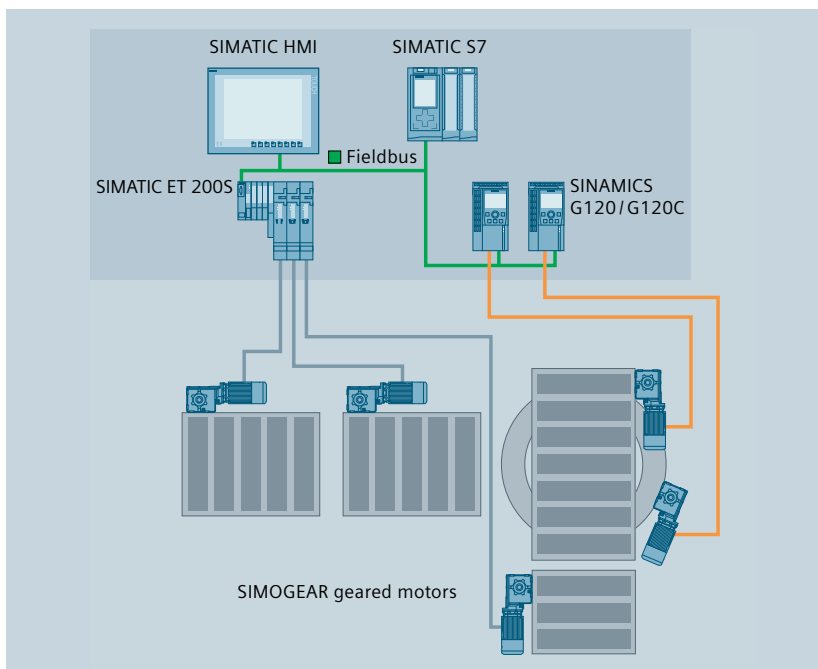 SIMATIC HMI
SIMATIC S7
Fieldbus
SIMATIC ET 200S
SINAMICS
G120/G120C
SIMOGEAR geared motors